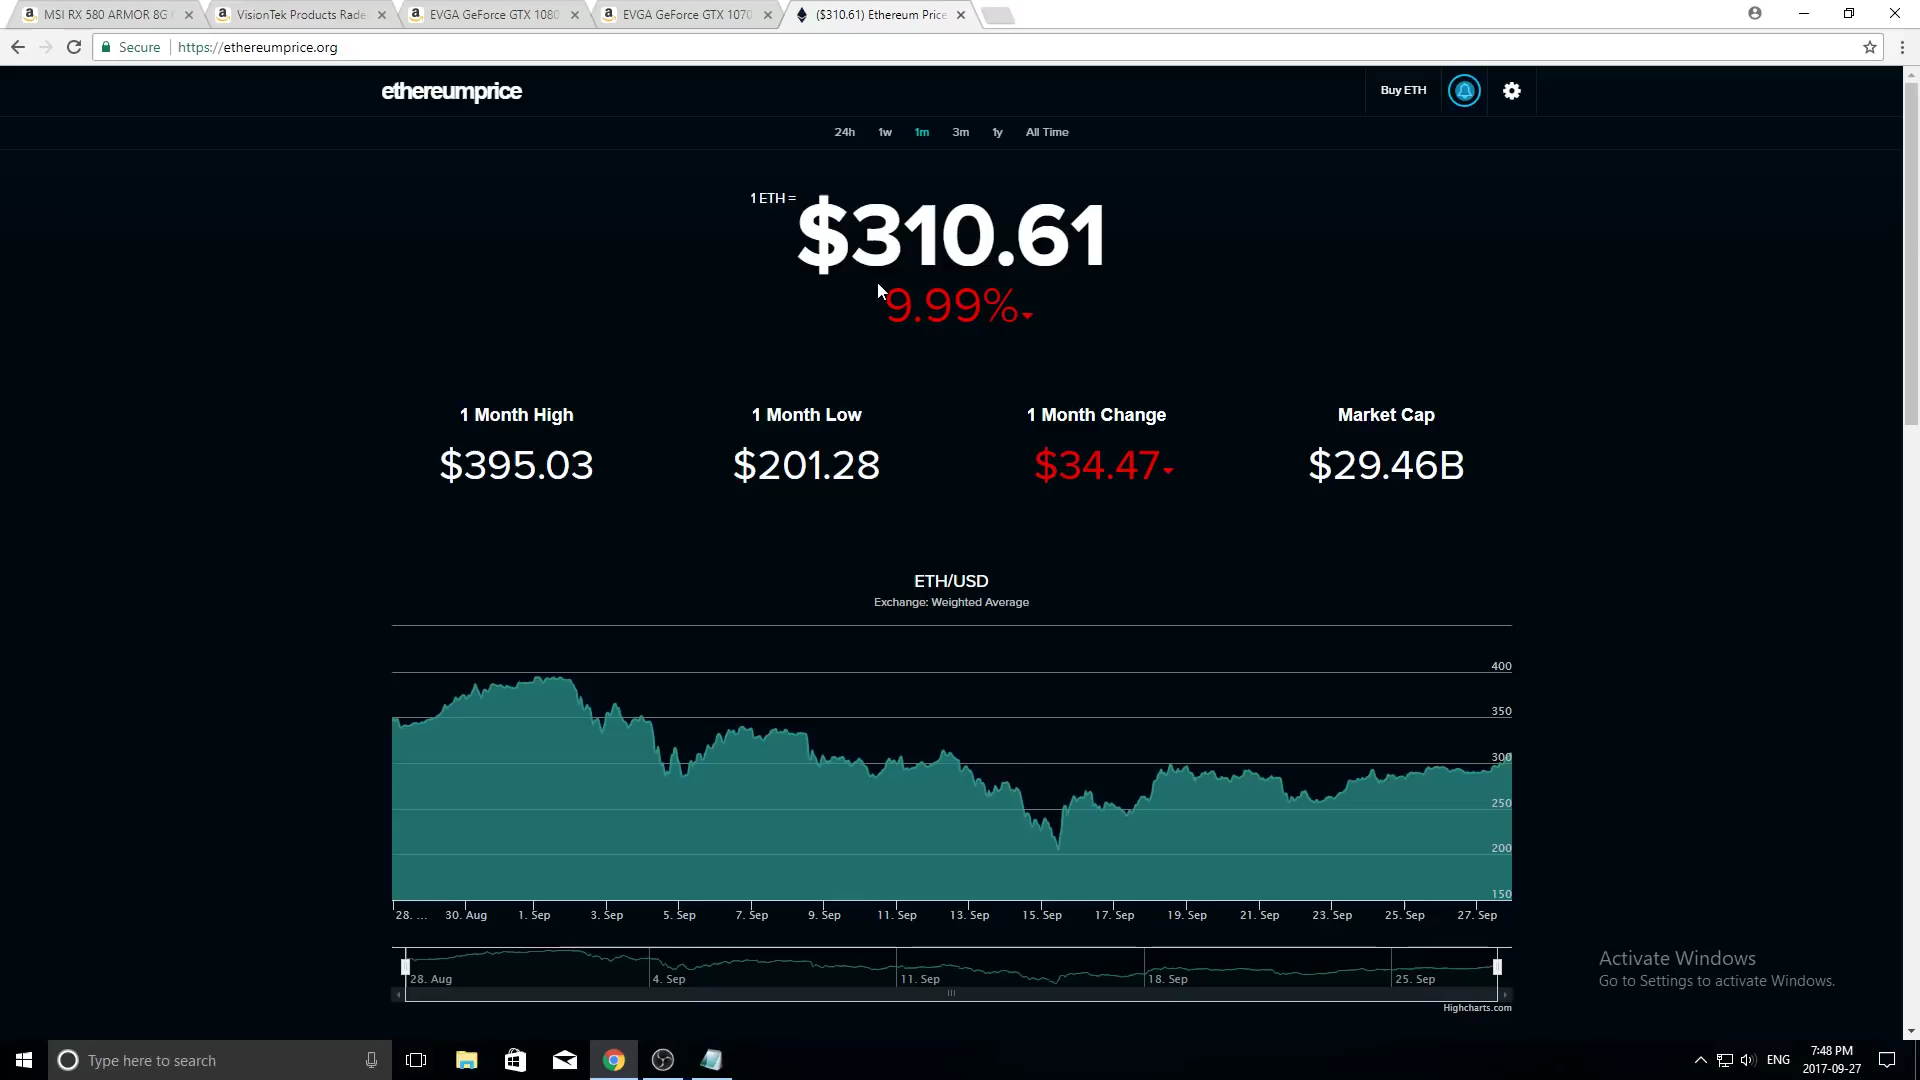 MSI RX 580 ARMOR 8G
VisionTek Products Rade
EVGA GeForce GTX 1080
EVGA GeForce GTX 1070
($310.61) Ethereum Price
Secure
https://ethereumprice.org
ethereumprice
Buy ETH
24h 1w 1m 3m 1y All Time
1 ETH =
$310.61
9.99%
1 Month High
1 Month Low
1 Month Change
Market Cap
$395.03
$201.28
$34.47
$29.46B
ETH/USD
Exchange: Weighted Average
400
350
300
250
200
150
28. ... 30. Aug 1. Sep 3. Sep 5. Sep 7. Sep 9. Sep 11. Sep 13. Sep 15. Sep 17. Sep 19. Sep 21. Sep 23. Sep 25. Sep 27. Sep
28. Aug 4. Sep 11. Sep 18. Sep 25. Sep
Highcharts.com
Activate Windows
Go to Settings to activate Windows.
Type here to search
ENG
7:48 PM
2017-09-27